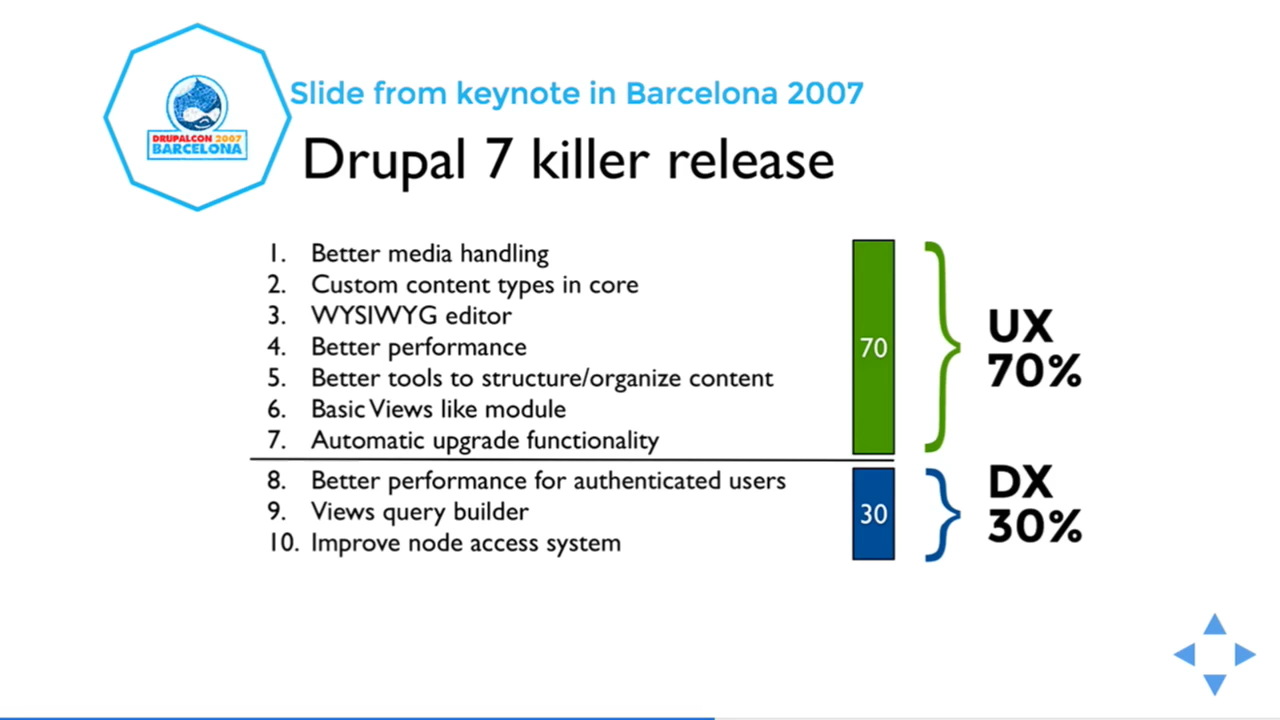 Slide from keynote in Barcelona 2007
DRUPALCON 2007
BARCELONA
Drupal 7 killer release
1. Better media handling
2. Custom content types in core
3. WYSIWYG editor
4. Better performance
5. Better tools to structure/organize content
6. Basic Views like module
7. Automatic upgrade functionality
70
UX
70%
8. Better performance for authenticated users
9. Views query builder
10. Improve node access system
30
DX
30%